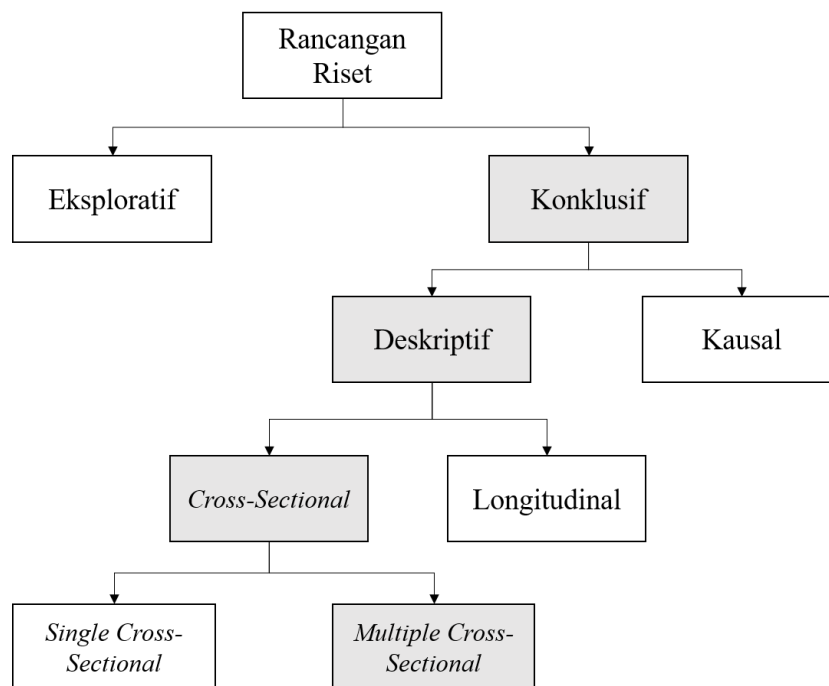 Rancangan
Riset
Eksploratif
Konklusif
Deskriptif
Kausal
Cross-Sectional
Longitudinal
Single Cross-
Sectional
Multiple Cross-
Sectional